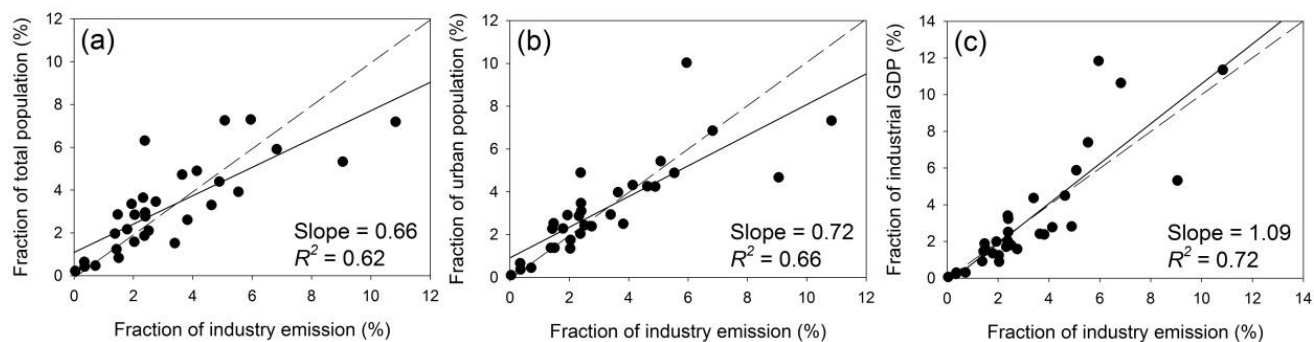 (a)
Fraction of total population (%)
12
10
8
6
4
2
0
Slope = 0.66
R² = 0.62
0 2 4 6 8 10 12
Fraction of industry emission (%)
(b)
Fraction of urban population (%)
12
10
8
6
4
2
0
Slope = 0.72
R² = 0.66
0 2 4 6 8 10 12
Fraction of industry emission (%)
(c)
Fraction of industrial GDP (%)
14
12
10
8
6
4
2
0
Slope = 1.09
R² = 0.72
0 2 4 6 8 10 12 14
Fraction of industry emission (%)